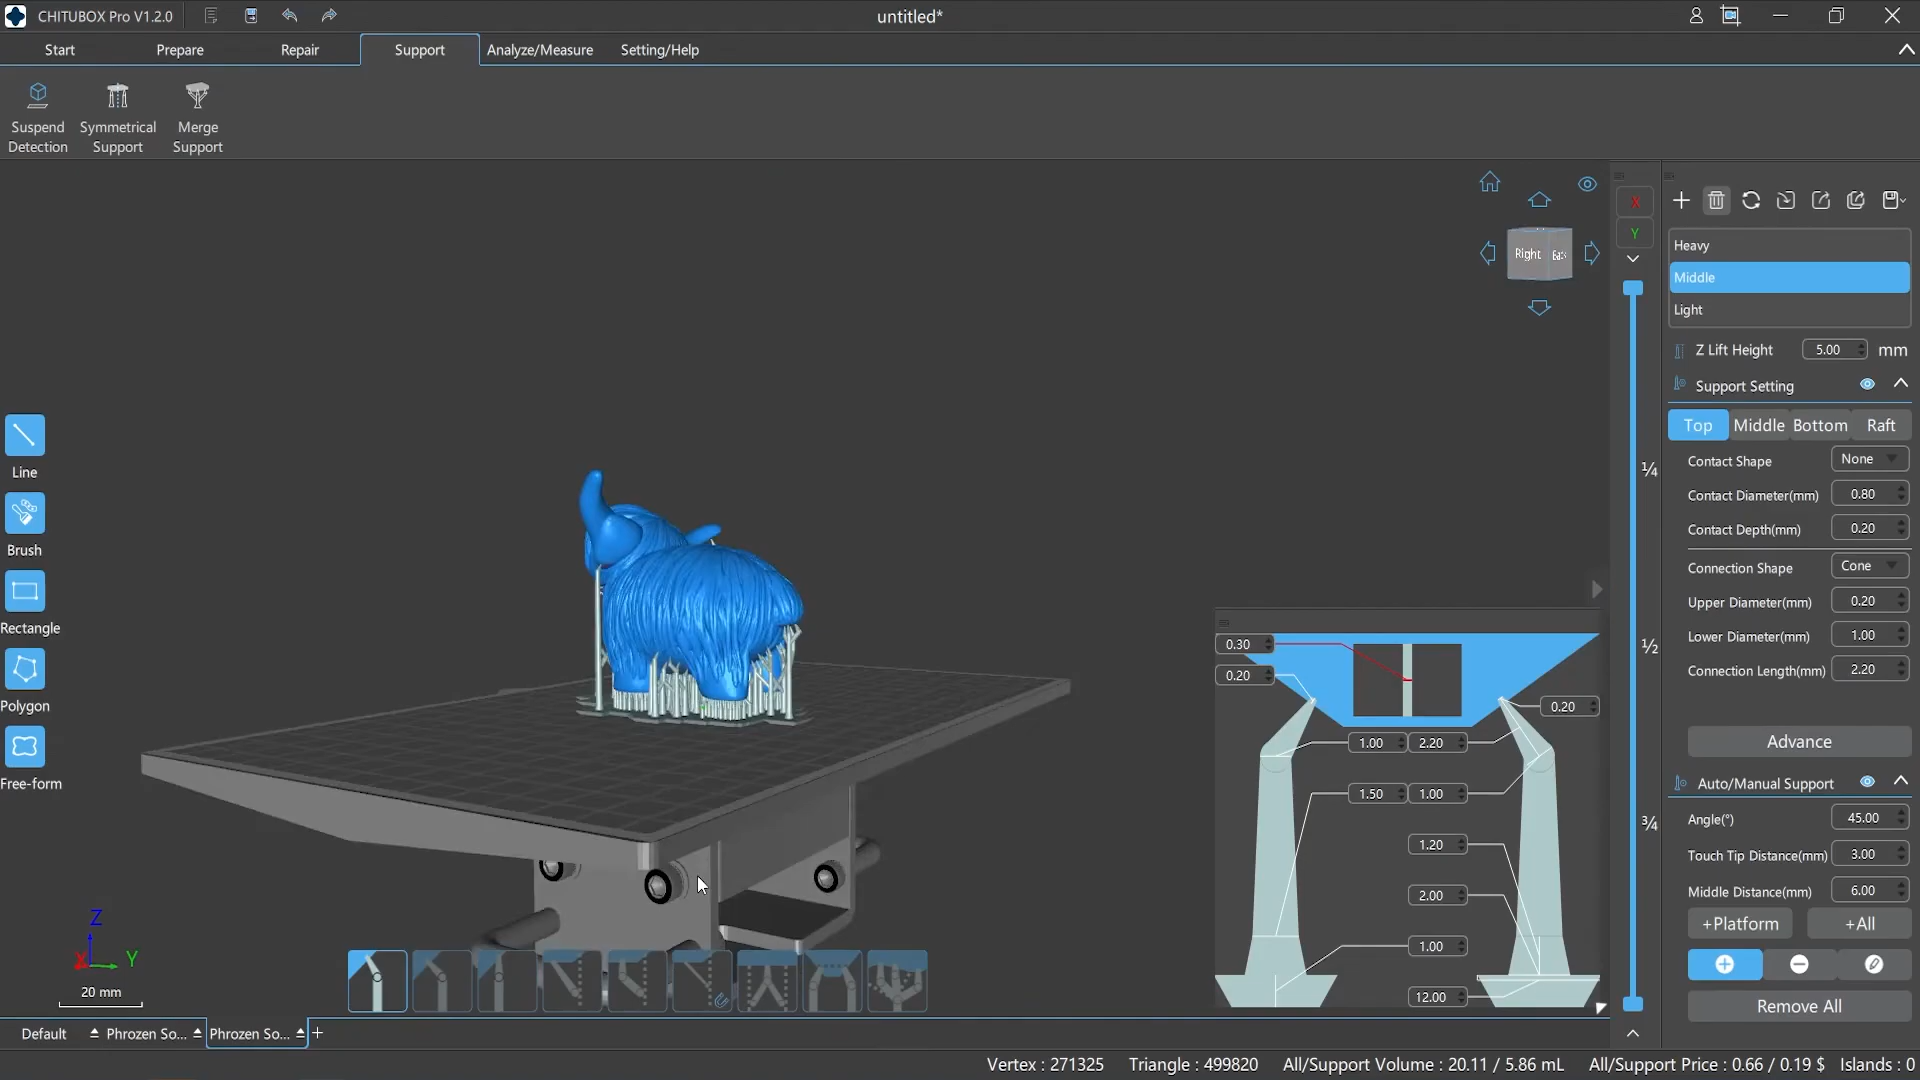 CHITUBOX Pro V1.2.0
untitled*
Start
Prepare
Repair
Support
Analyze/Measure
Setting/Help
Suspend
Detection
Symmetrical
Support
Merge
Support
Line
Brush
Rectangle
Polygon
Free-form
Right
X
Y
1/4
1/2
3/4
Heavy
Middle
Light
Z Lift Height 5.00 mm
Support Setting
Top Middle Bottom Raft
Contact Shape None
Contact Diameter(mm) 0.80
Contact Depth(mm) 0.20
Connection Shape Cone
Upper Diameter(mm) 0.20
Lower Diameter(mm) 1.00
Connection Length(mm) 2.20
Advance
Auto/Manual Support
Angle(°) 45.00
Touch Tip Distance(mm) 3.00
Middle Distance(mm) 6.00
+Platform +All
Remove All
0.30
0.20
0.20
1.00 2.20
1.50 1.00
1.20
2.00
1.00
12.00
Z
X Y
20 mm
Default Phrozen So... Phrozen So... +
Vertex : 271325 Triangle : 499820 All/Support Volume : 20.11 / 5.86 mL All/Support Price : 0.66 / 0.19 $ Islands : 0